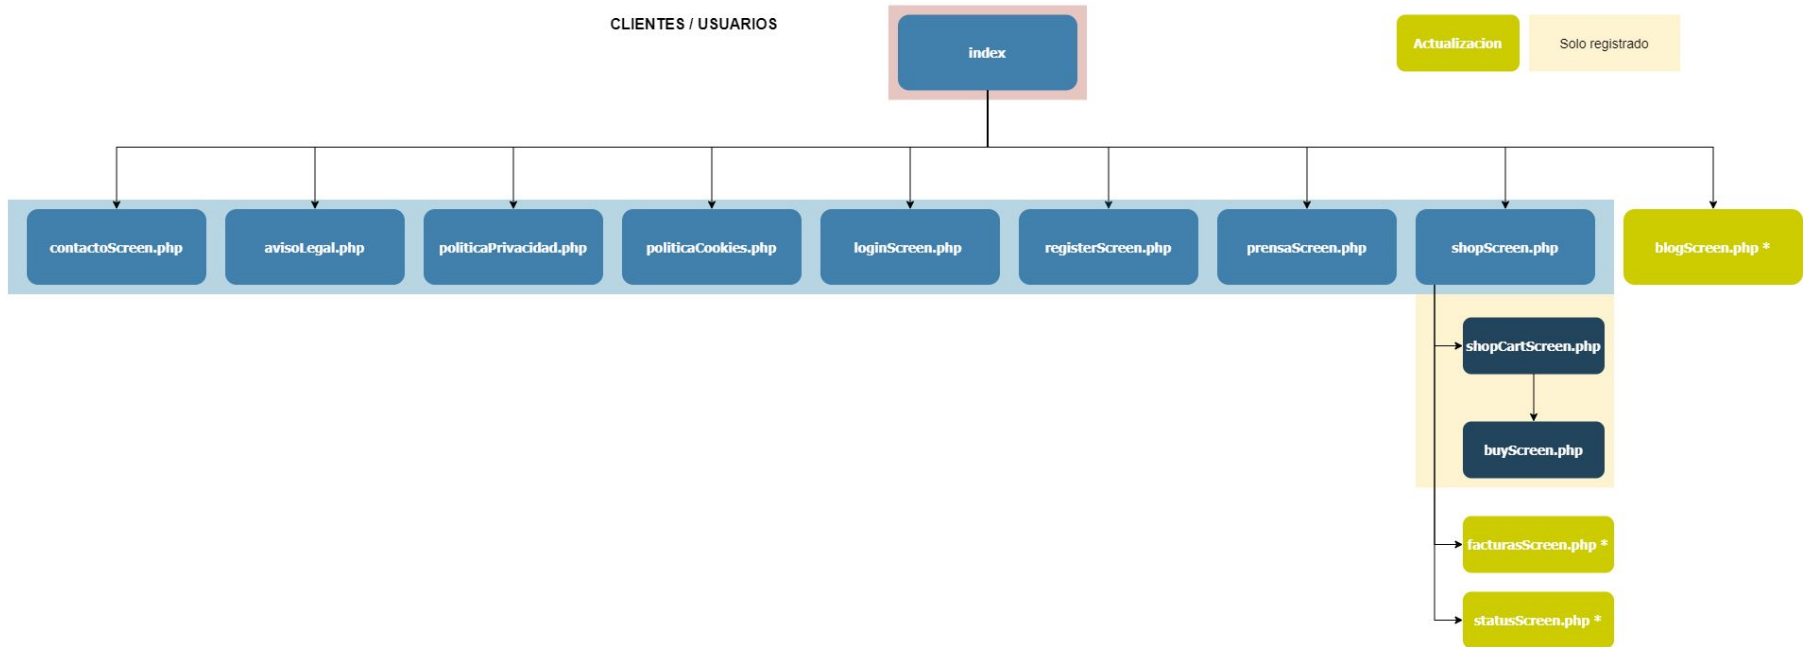 CLIENTES / USUARIOS
index
Actualizacion
Solo registrado
contactoScreen.php
avisoLegal.php
politicaPrivacidad.php
politicaCookies.php
loginScreen.php
registerScreen.php
prensaScreen.php
shopScreen.php
blogScreen.php *
shopCartScreen.php
buyScreen.php
facturasScreen.php *
statusScreen.php *